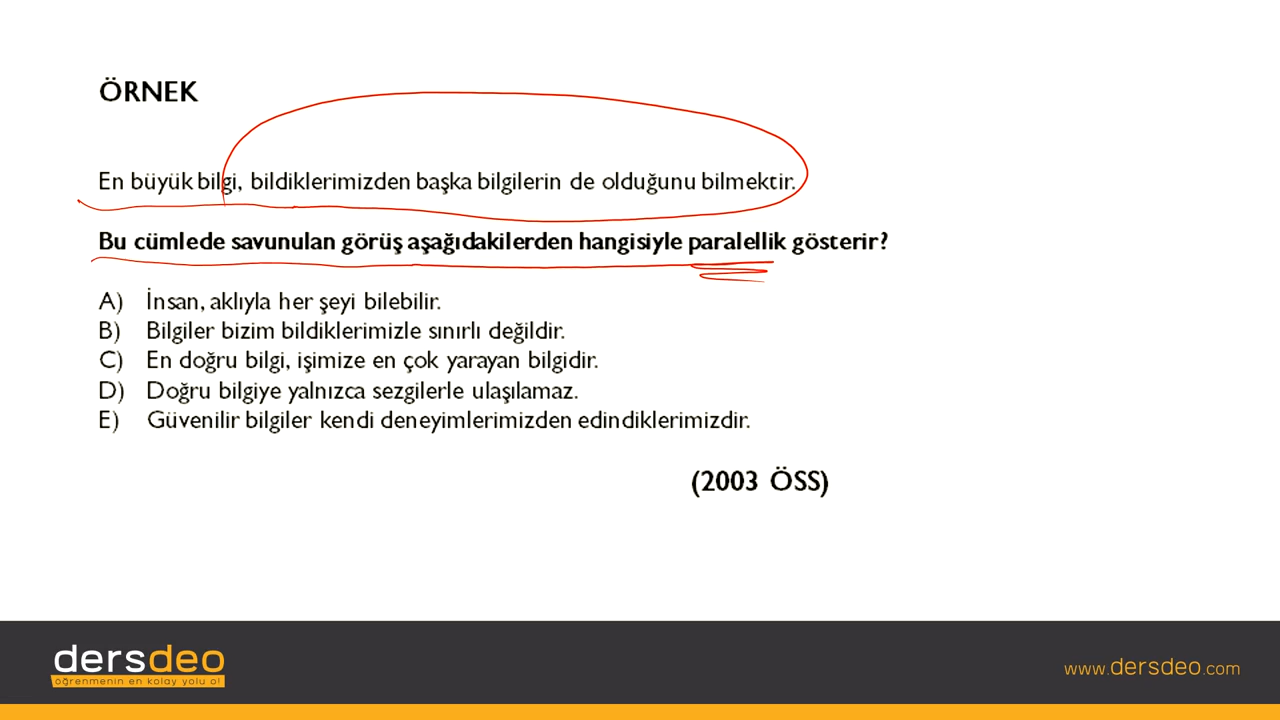 ÖRNEK
En büyük bilgi, bildiklerimizden başka bilgilerin de olduğunu bilmektir.
Bu cümlede savunulan görüş aşağıdakilerden hangisiyle paralellik gösterir?
A) İnsan, aklıyla her şeyi bilebilir.
B) Bilgiler bizim bildiklerimizle sınırlı değildir.
C) En doğru bilgi, işimize en çok yarayan bilgidir.
D) Doğru bilgiye yalnızca sezgilerle ulaşılamaz.
E) Güvenilir bilgiler kendi deneyimlerimizden edindiklerimizdir.
(2003 ÖSS)
dersdeo
öğrenmenin en kolay yolu o!
www.dersdeo.com